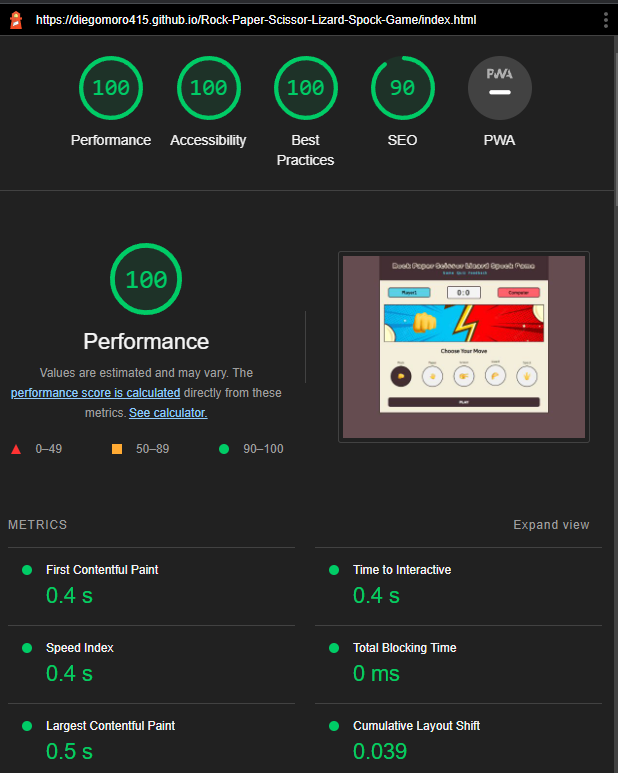 https://diegomoro415.github.io/Rock-Paper-Scissor-Lizard-Spock-Game/index.html
100
100
100
90
PWA
Performance
Accessibility
Best
Practices
SEO
PWA
100
Performance
Values are estimated and may vary. The
performance score is calculated directly from these
metrics. See calculator.
0–49
50–89
90–100
Rock Paper Scissor Lizard Spock Game
Player1
0:0
Computer
Choose Your Move
PLAY
METRICS
Expand view
First Contentful Paint
0.4 s
Time to Interactive
0.4 s
Speed Index
0.4 s
Total Blocking Time
0 ms
Largest Contentful Paint
0.5 s
Cumulative Layout Shift
0.039